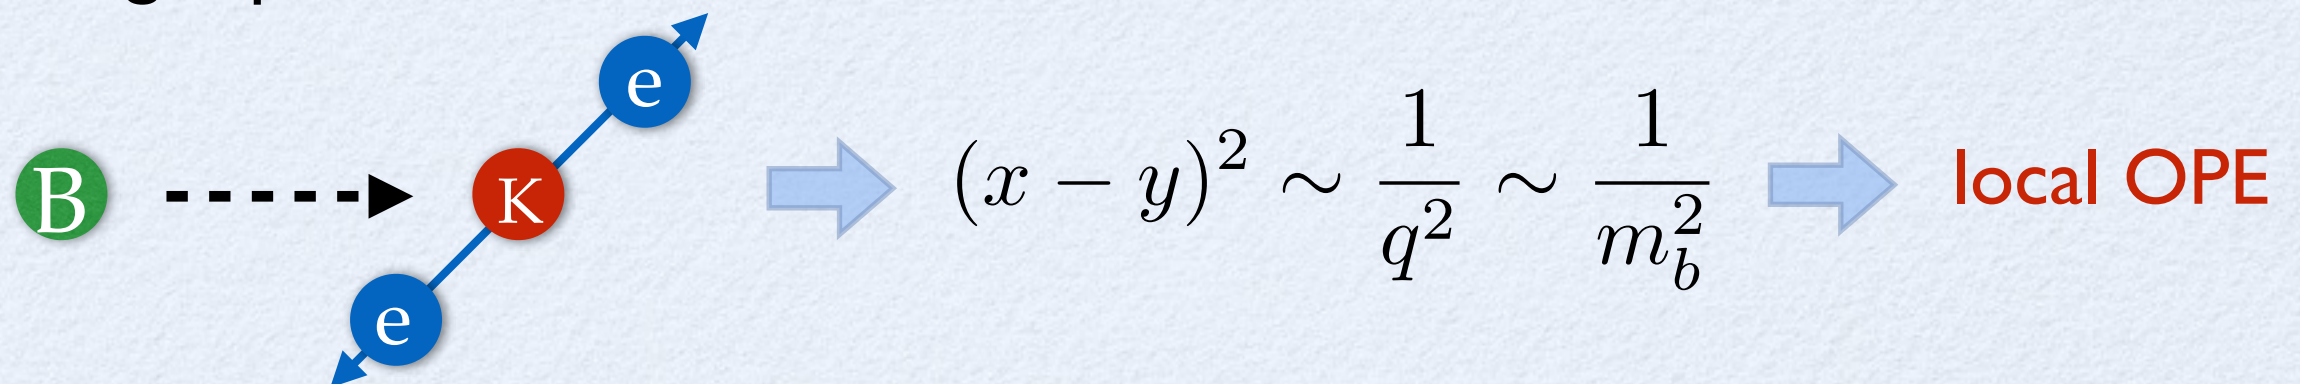 B
K
e
e
(x − y)² ∼ 1/q² ∼ 1/m_b²
local OPE